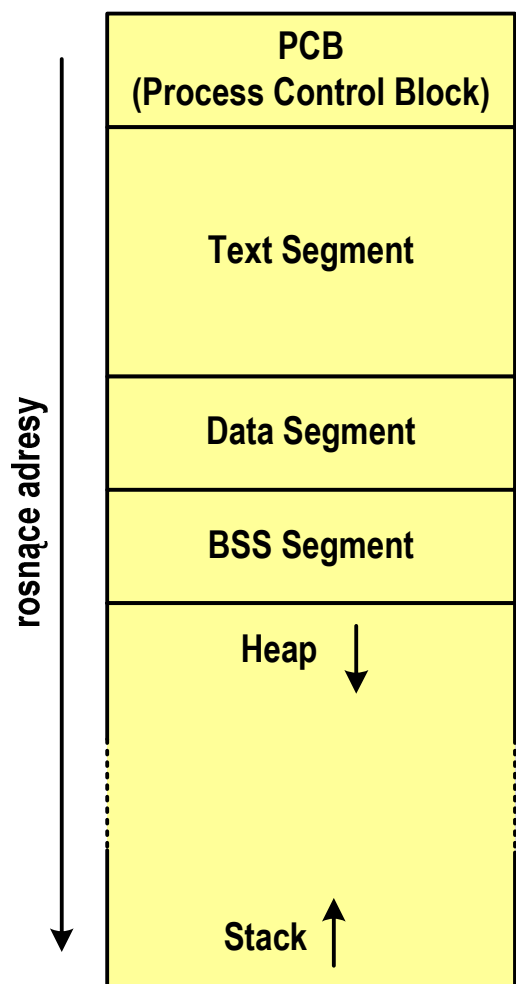 PCB
(Process Control Block)
Text Segment
Data Segment
BSS Segment
Heap
Stack
rosnące adresy